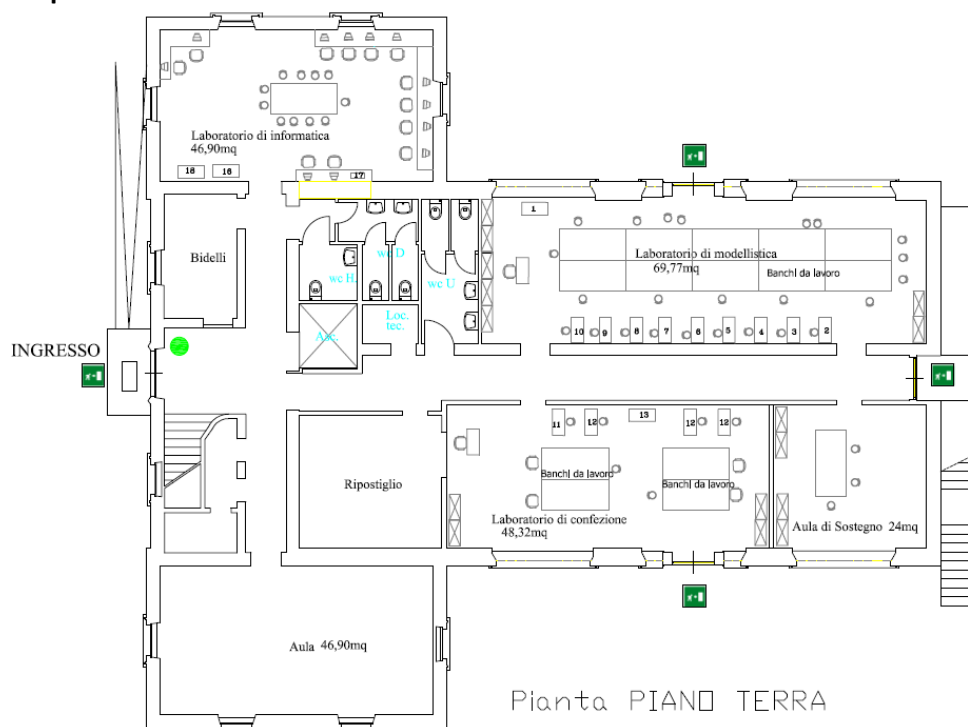 Laboratorio di informatica
46,90mq
18
16
17
Bidelli
wc H.
wc D
wc U
Loc.
tec.
Asc.
1
Laboratorio di modellistica
69,77mq
Banchi da lavoro
10
9
8
7
6
5
4
3
2
INGRESSO
11
12
13
12
12
Banchi da lavoro
Banchi da lavoro
Ripostiglio
Laboratorio di confezione
48,32mq
Aula di Sostegno 24mq
Aula 46,90mq
Pianta PIANO TERRA